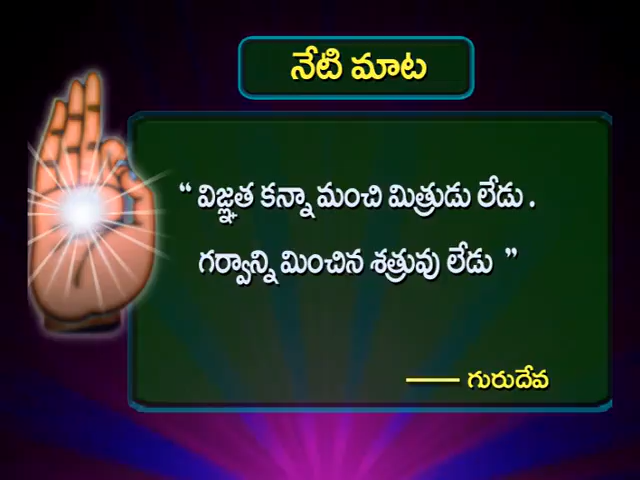 నేటి మాట
“ విజ్ఞత కన్నా మంచి మిత్రుడు లేడు .
గర్వాన్ని మించిన శత్రువు లేడు ”
—— గురుదేవ